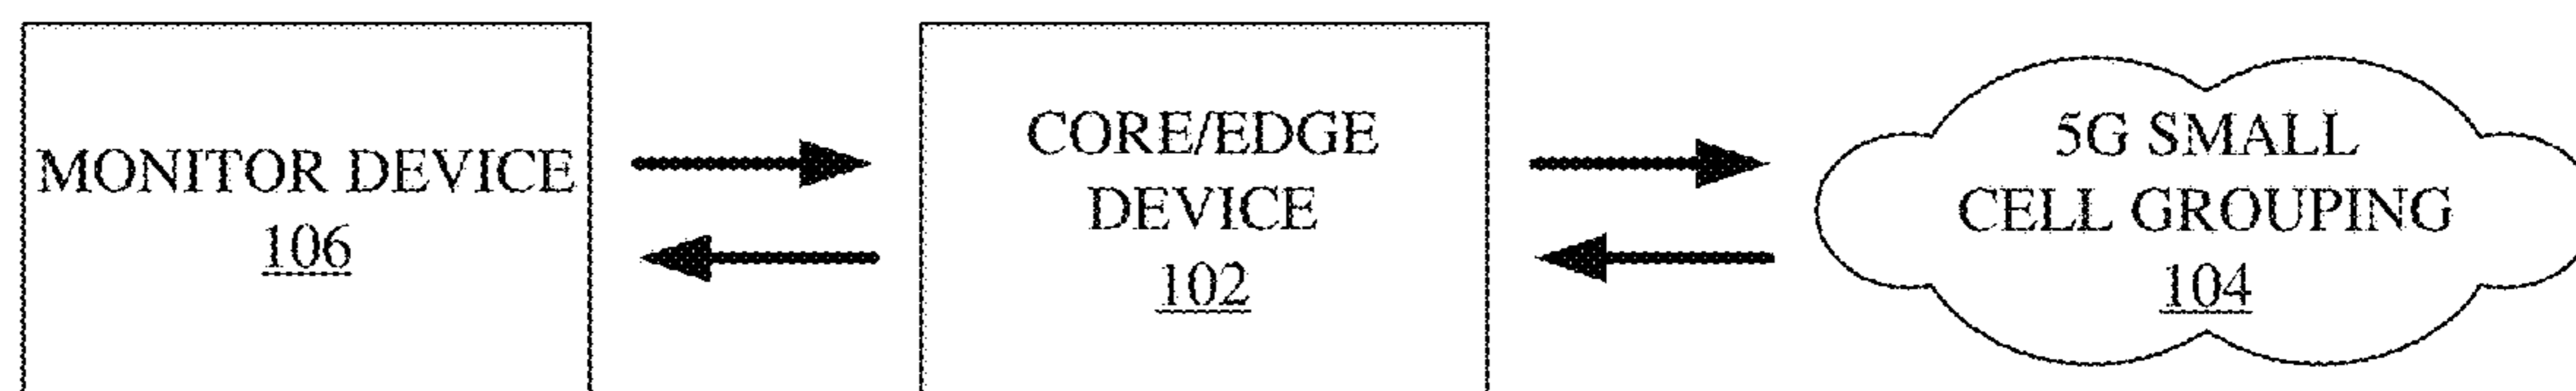 MONITOR DEVICE
106
CORE/EDGE
DEVICE
102
5G SMALL
CELL GROUPING
104